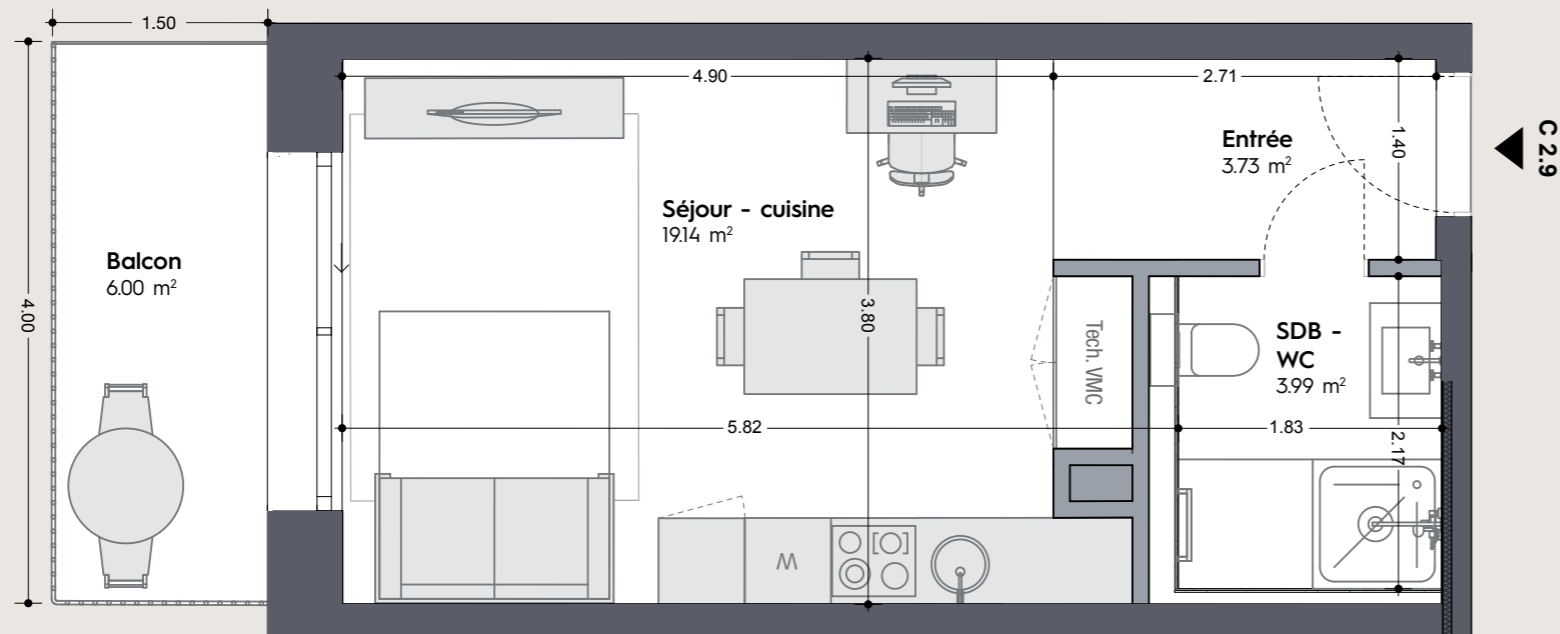 1.50
4.90
2.71
C 2.9
Entrée
3.73 m²
1.40
Séjour - cuisine
19.14 m²
Balcon
6.00 m²
4.00
3.80
Tech. VMC
SDB -
WC
3.99 m²
5.82
1.83
2.17
W